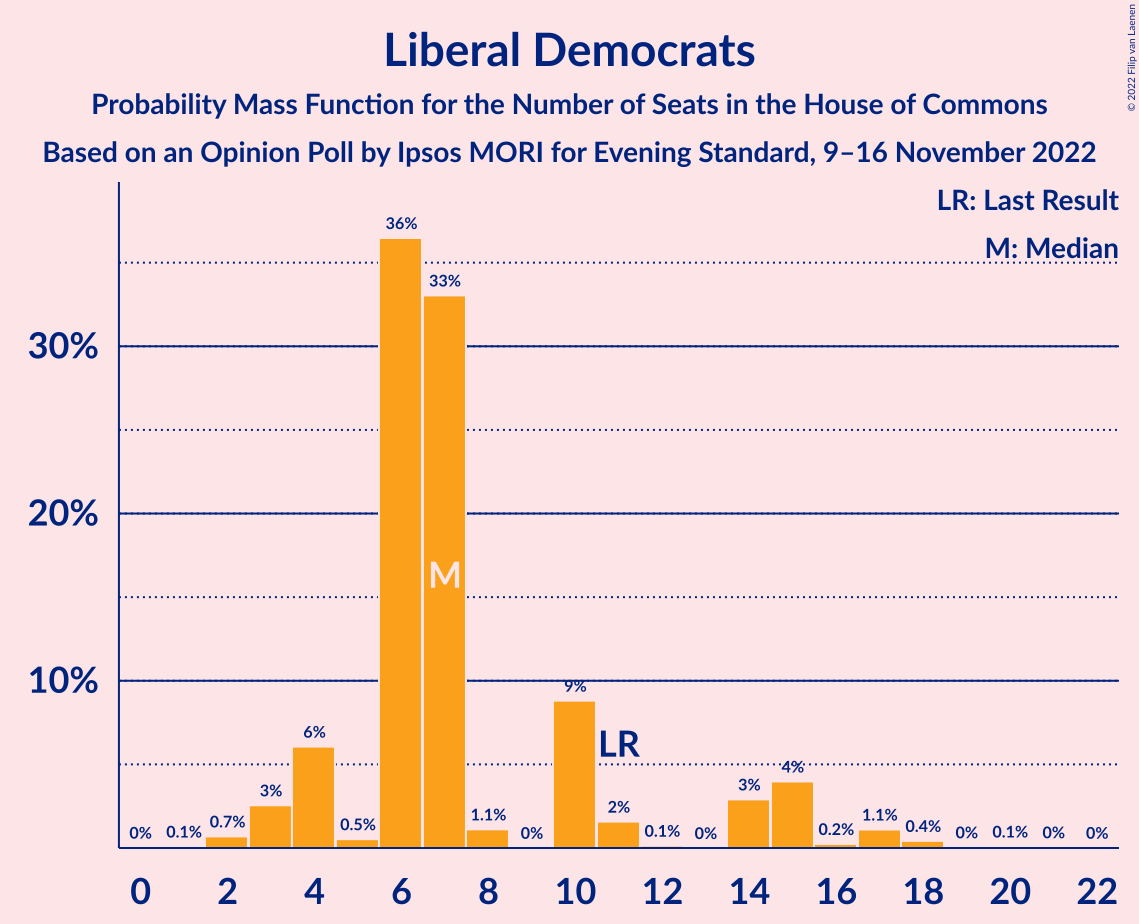 Liberal Democrats
Probability Mass Function for the Number of Seats in the House of Commons
Based on an Opinion Poll by Ipsos MORI for Evening Standard, 9–16 November 2022
© 2022 Filip van Laenen
LR: Last Result
M: Median
30%
20%
10%
0%
0.1%
0.7%
3%
6%
0.5%
36%
33%
1.1%
0%
9%
2%
0.1%
0%
3%
4%
0.2%
1.1%
0.4%
0%
0.1%
0%
0%
M
LR
0 2 4 6 8 10 12 14 16 18 20 22